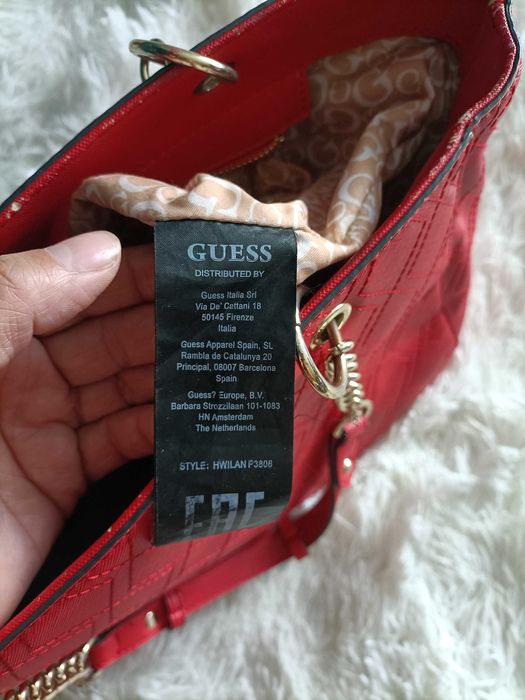 GUESS
DISTRIBUTED BY
Guess Italia Srl
Via De' Cattani 18
50145 Firenze
Italia
Guess Apparel Spain, SL
Rambla de Catalunya 20
Principal, 08007 Barcelona
Spain
Guess? Europe, B.V.
Barbara Strozzilaan 101-1083
HN Amsterdam
The Netherlands
STYLE: HWILAN P3806
EAC